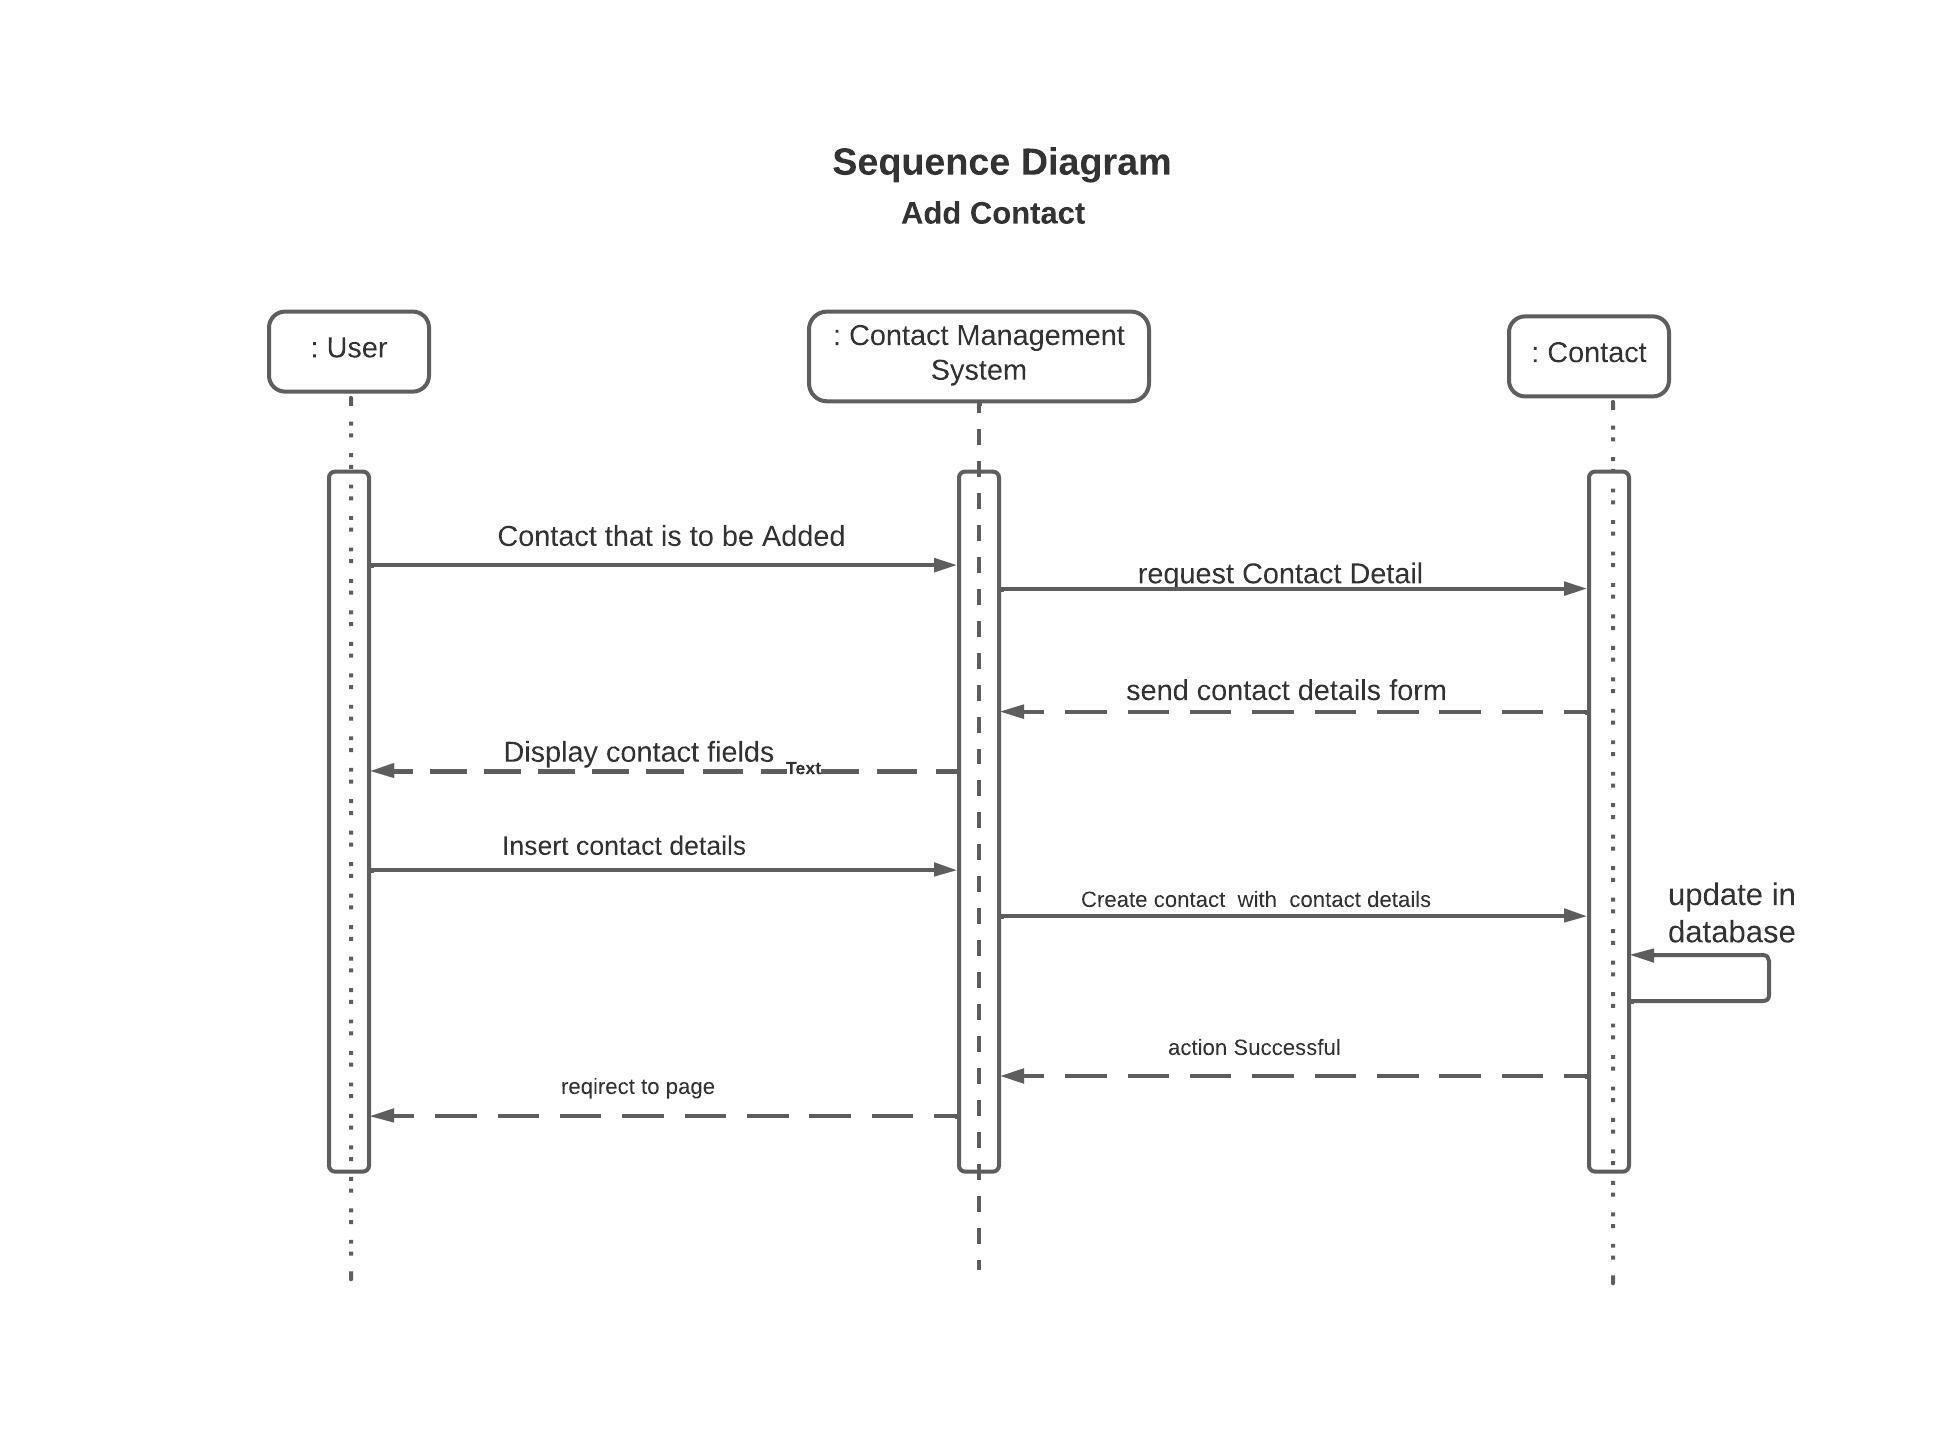 Sequence Diagram
Add Contact
: User
: Contact Management
System
: Contact
Contact that is to be Added
request Contact Detail
send contact details form
Display contact fields
Text
Insert contact details
Create contact  with  contact details
update in
database
action Successful
reqirect to page